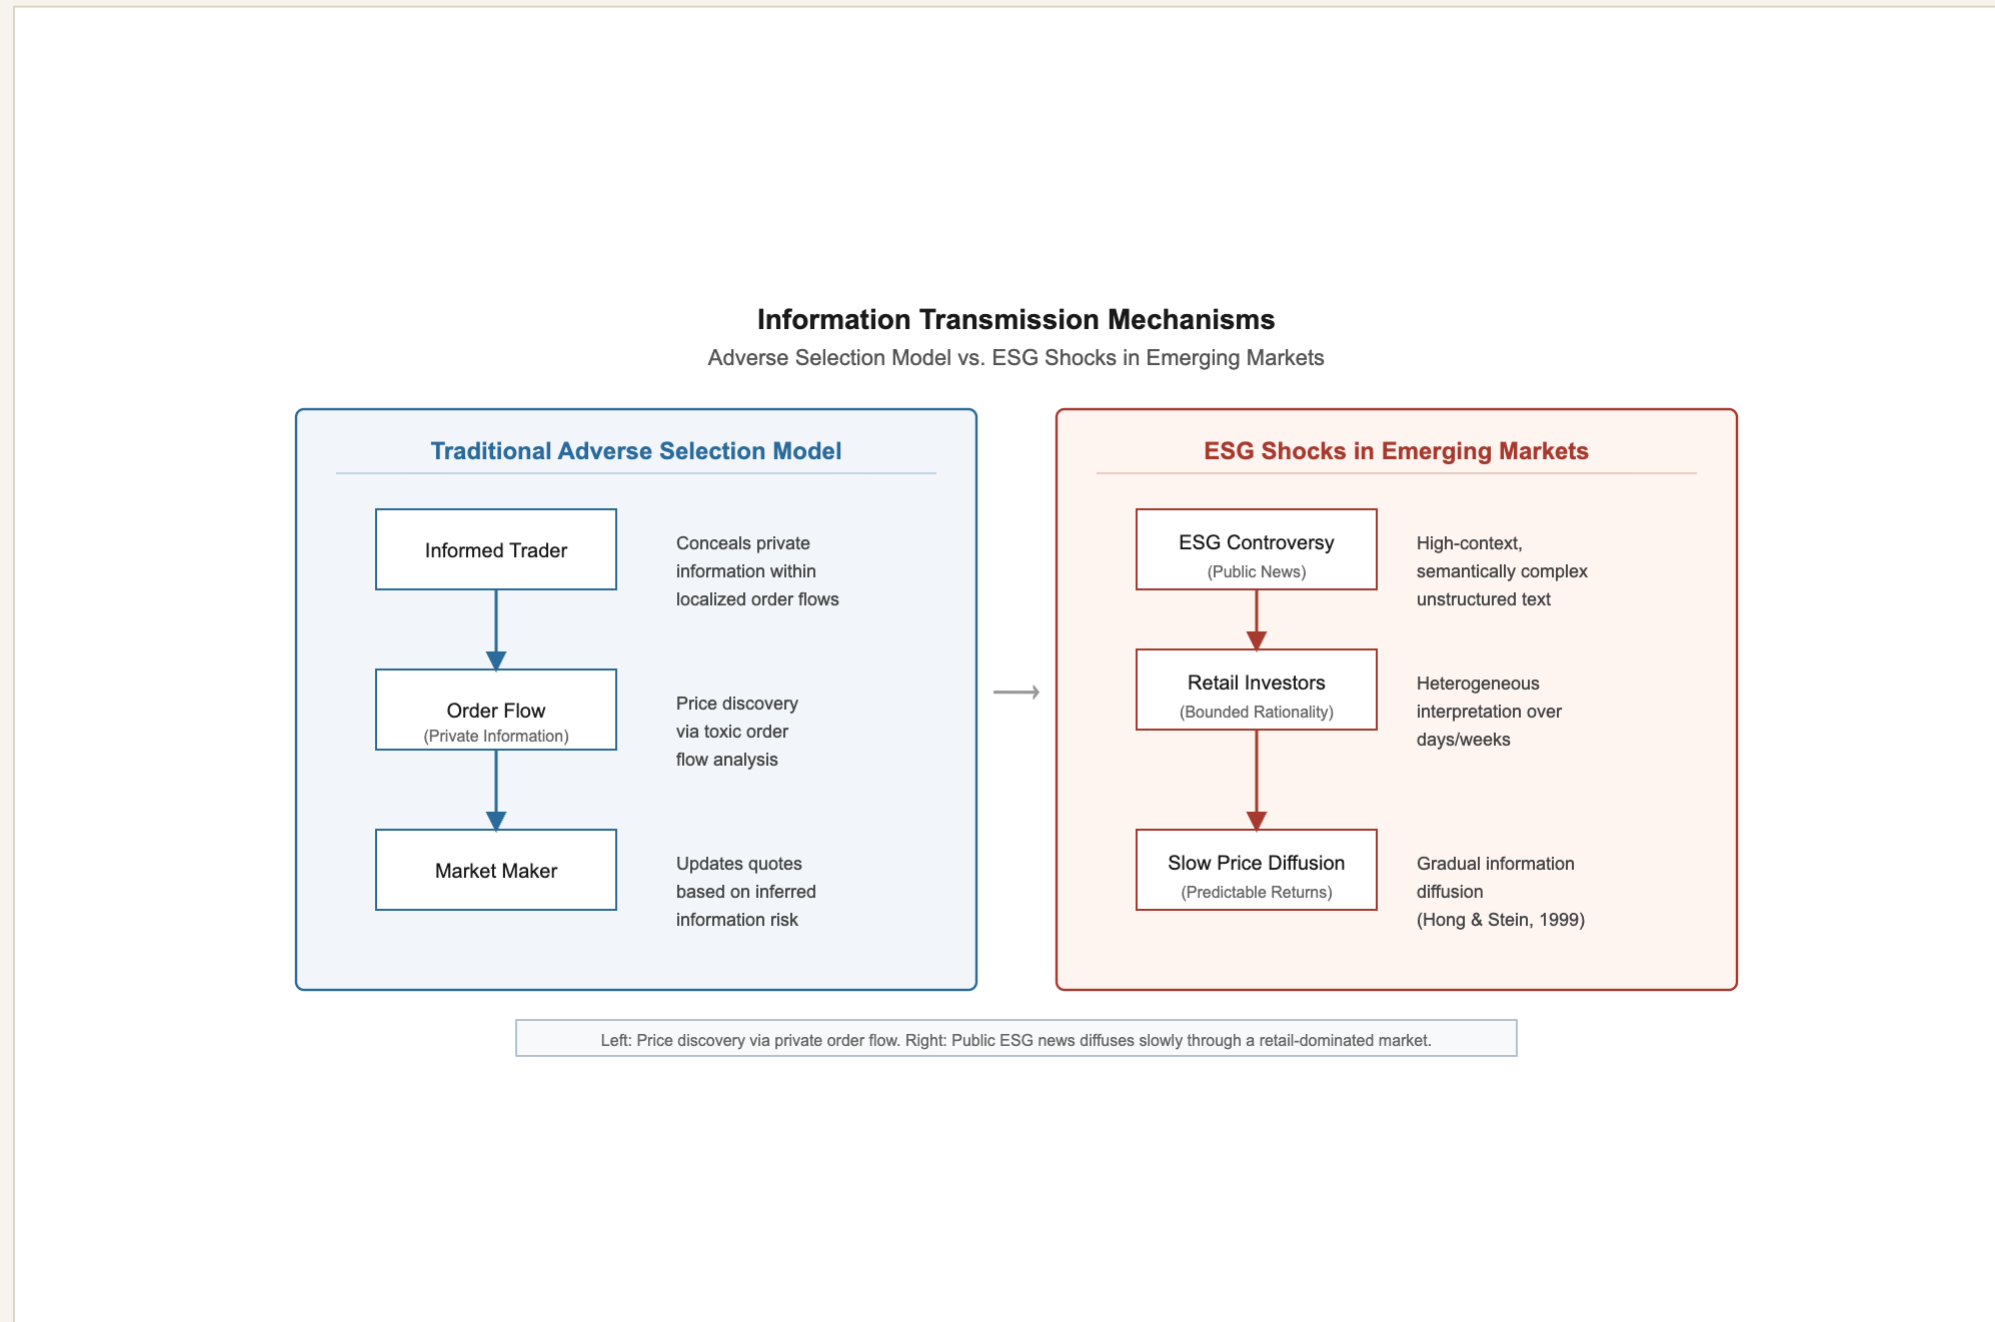 Information Transmission Mechanisms
Adverse Selection Model vs. ESG Shocks in Emerging Markets
Traditional Adverse Selection Model
Informed Trader
Conceals private
information within
localized order flows
Order Flow
(Private Information)
Price discovery
via toxic order
flow analysis
Market Maker
Updates quotes
based on inferred
information risk
ESG Shocks in Emerging Markets
ESG Controversy
(Public News)
High-context,
semantically complex
unstructured text
Retail Investors
(Bounded Rationality)
Heterogeneous
interpretation over
days/weeks
Slow Price Diffusion
(Predictable Returns)
Gradual information
diffusion
(Hong & Stein, 1999)
Left: Price discovery via private order flow. Right: Public ESG news diffuses slowly through a retail-dominated market.